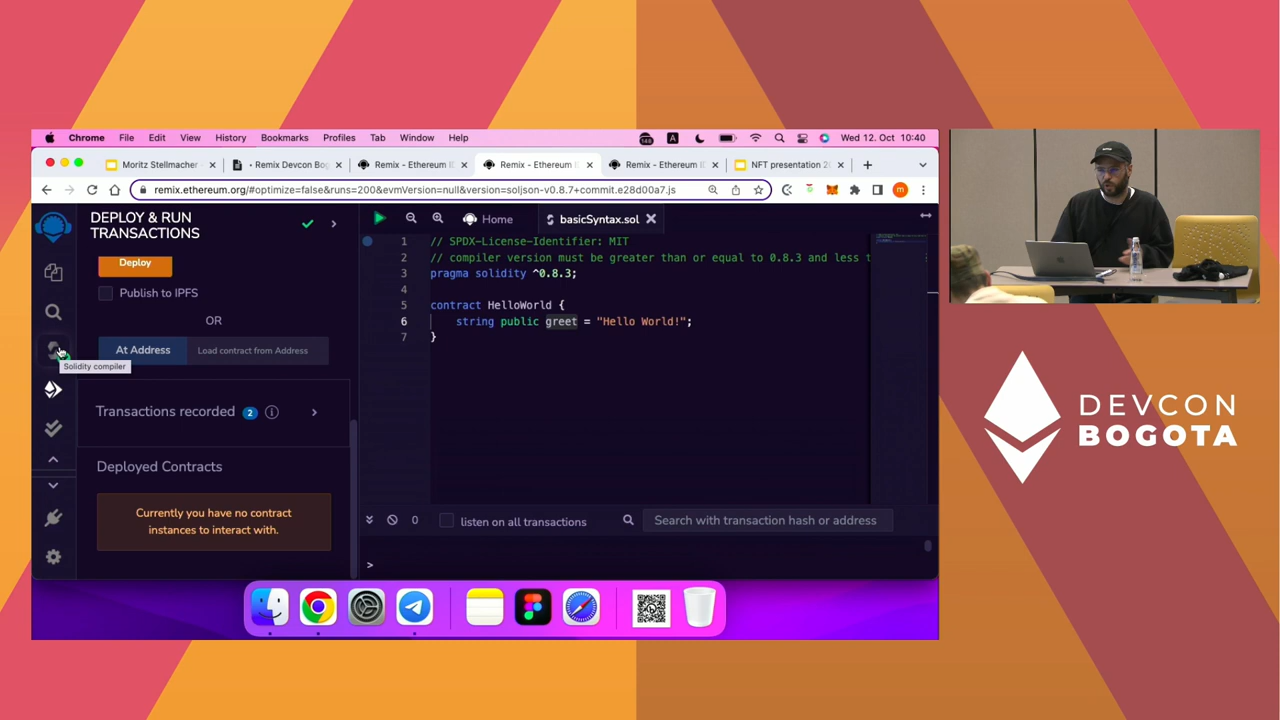 Chrome File Edit View History Bookmarks Profiles Tab Window Help
A
Wed 12. Oct 10:40
Moritz Stellmacher -
• Remix Devcon Bog
Remix - Ethereum I
Remix - Ethereum I
Remix - Ethereum I
NFT presentation 2
remix.ethereum.org/#optimize=false&runs=200&evmVersion=null&version=soljson-v0.8.7+commit.e28d00a7.js
m
DEPLOY & RUN
TRANSACTIONS
Deploy
Publish to IPFS
OR
At Address
Load contract from Address
Solidity compiler
Transactions recorded 2 i
Deployed Contracts
Currently you have no contract
instances to interact with.
Home
basicSyntax.sol
1 // SPDX-License-Identifier: MIT
2 // compiler version must be greater than or equal to 0.8.3 and less t
3 pragma solidity ^0.8.3;
4
5 contract HelloWorld {
6 string public greet = "Hello World!";
7 }
0
listen on all transactions
Search with transaction hash or address
>
DEVCON
BOGOTA